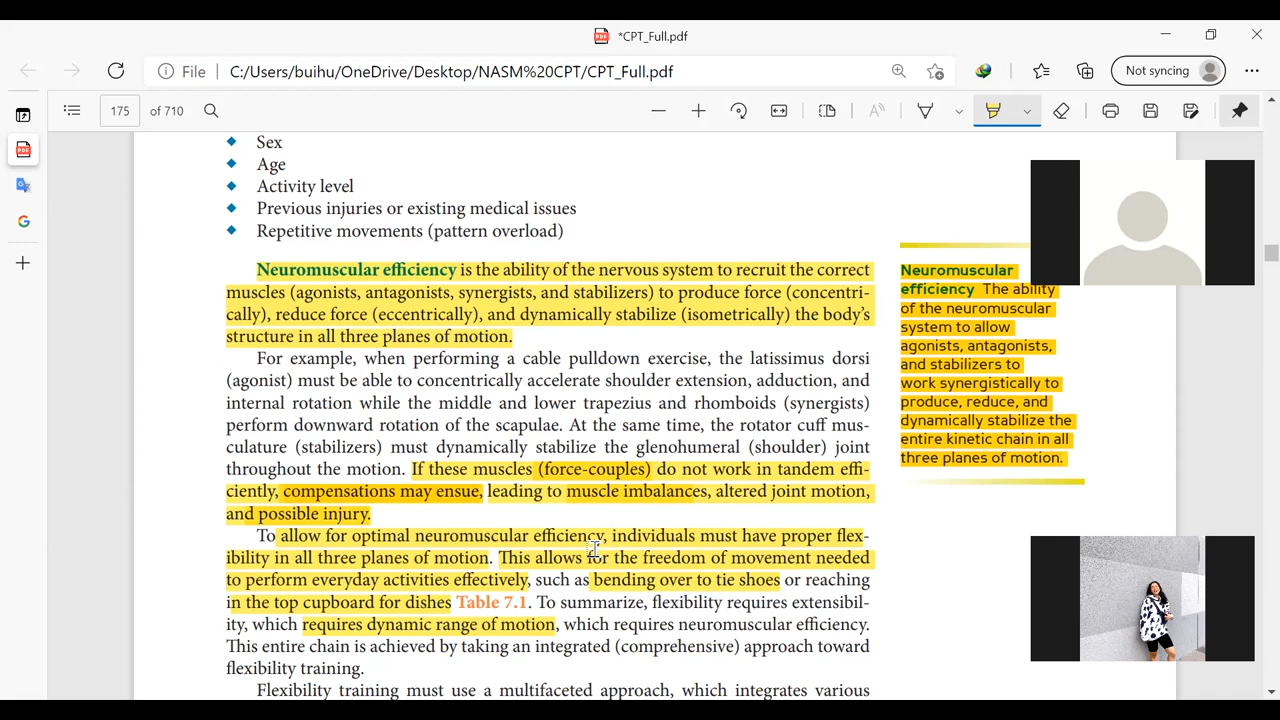 *CPT_Full.pdf
File
C:/Users/buihu/OneDrive/Desktop/NASM%20CPT/CPT_Full.pdf
Not syncing
175 of 710
Sex
Age
Activity level
Previous injuries or existing medical issues
Repetitive movements (pattern overload)
Neuromuscular efficiency is the ability of the nervous system to recruit the correct
muscles (agonists, antagonists, synergists, and stabilizers) to produce force (concentri-
cally), reduce force (eccentrically), and dynamically stabilize (isometrically) the body's
structure in all three planes of motion.
For example, when performing a cable pulldown exercise, the latissimus dorsi
(agonist) must be able to concentrically accelerate shoulder extension, adduction, and
internal rotation while the middle and lower trapezius and rhomboids (synergists)
perform downward rotation of the scapulae. At the same time, the rotator cuff mus-
culature (stabilizers) must dynamically stabilize the glenohumeral (shoulder) joint
throughout the motion. If these muscles (force-couples) do not work in tandem effi-
ciently, compensations may ensue, leading to muscle imbalances, altered joint motion,
and possible injury.
To allow for optimal neuromuscular efficiency, individuals must have proper flex-
ibility in all three planes of motion. This allows for the freedom of movement needed
to perform everyday activities effectively, such as bending over to tie shoes or reaching
in the top cupboard for dishes Table 7.1. To summarize, flexibility requires extensibil-
ity, which requires dynamic range of motion, which requires neuromuscular efficiency.
This entire chain is achieved by taking an integrated (comprehensive) approach toward
flexibility training.
Flexibility training must use a multifaceted approach, which integrates various
Neuromuscular
efficiency The ability
of the neuromuscular
system to allow
agonists, antagonists,
and stabilizers to
work synergistically to
produce, reduce, and
dynamically stabilize the
entire kinetic chain in all
three planes of motion.